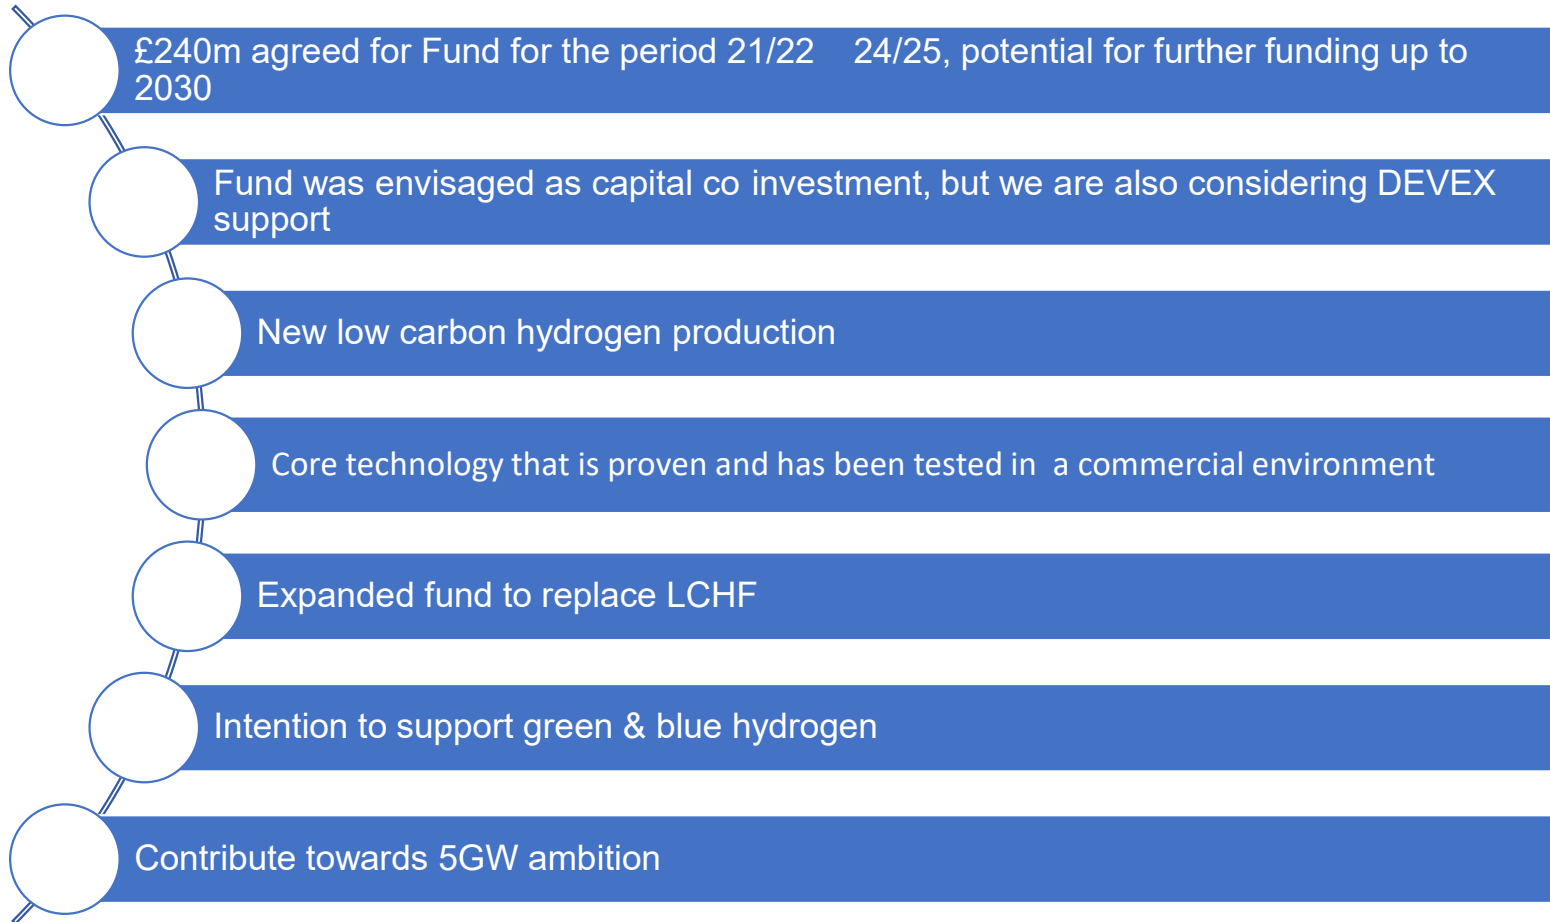 £240m agreed for Fund for the period 21/22 24/25, potential for further funding up to
2030
Fund was envisaged as capital co investment, but we are also considering DEVEX
support
New low carbon hydrogen production
Core technology that is proven and has been tested in a commercial environment
Expanded fund to replace LCHF
Intention to support green & blue hydrogen
Contribute towards 5GW ambition